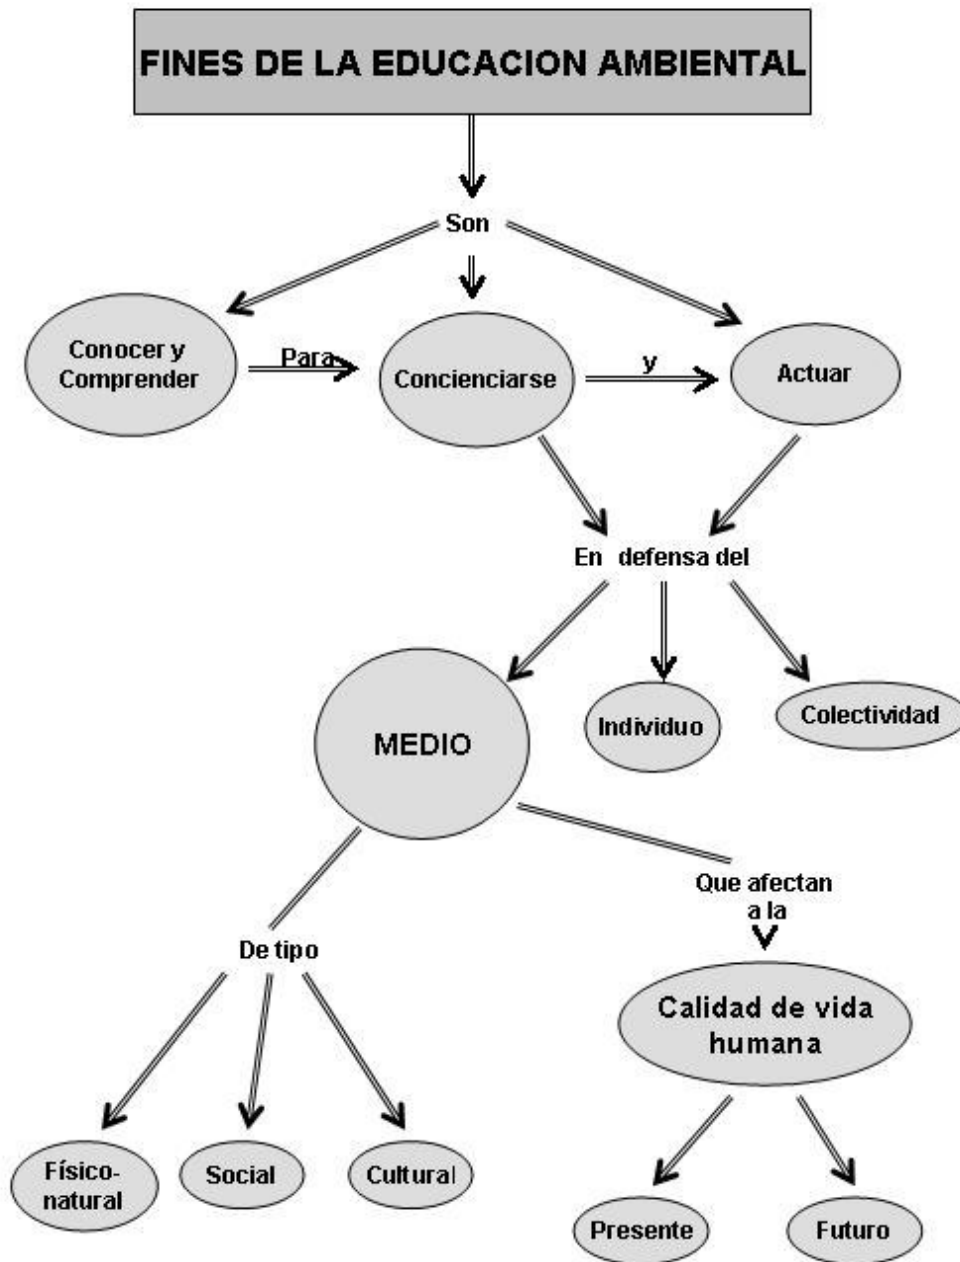 FINES DE LA EDUCACION AMBIENTAL
Son
Conocer y
Comprender
Para
Concienciarse
y
Actuar
En defensa del
MEDIO
Individuo
Colectividad
Que afectan
a la
De tipo
Calidad de vida
humana
Físico-
natural
Social
Cultural
Presente
Futuro